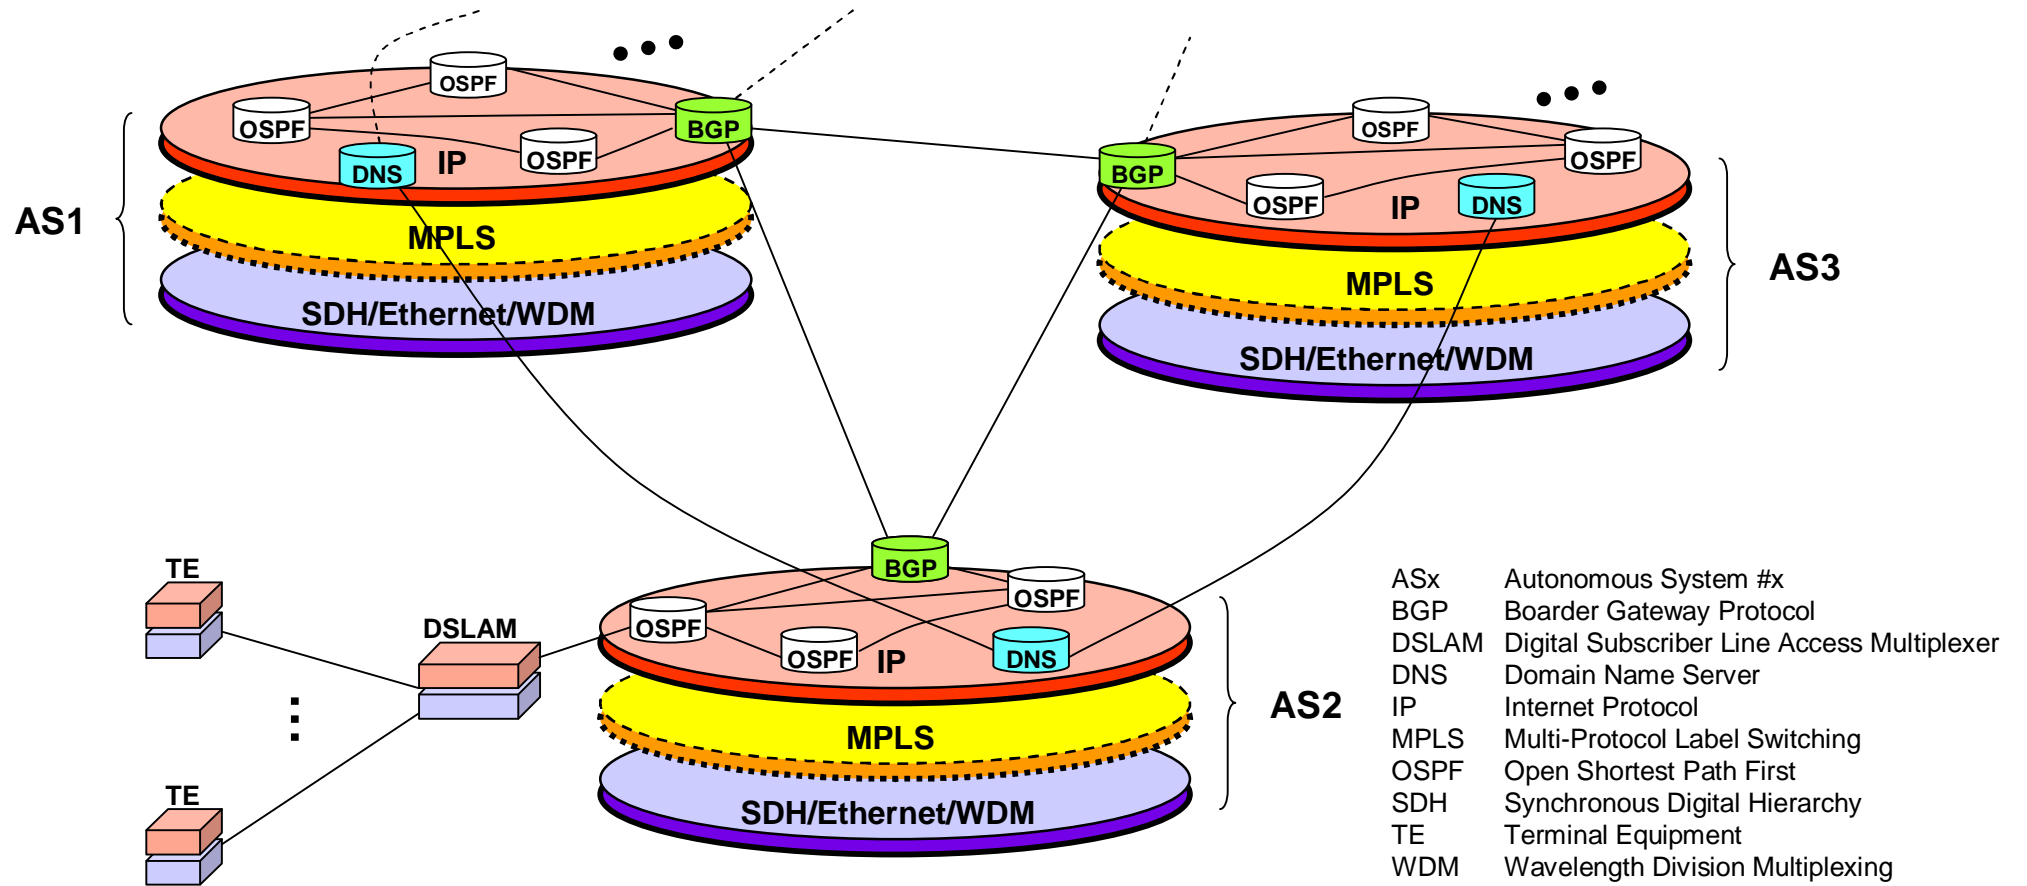 OSPF
OSPF
BGP
OSPF
DNS
IP
AS1
MPLS
SDH/Ethernet/WDM
OSPF
OSPF
BGP
OSPF
IP
DNS
MPLS
AS3
SDH/Ethernet/WDM
TE
DSLAM
TE
BGP
OSPF
OSPF
OSPF
IP
DNS
MPLS
AS2
SDH/Ethernet/WDM
ASx Autonomous System #x
BGP Boarder Gateway Protocol
DSLAM Digital Subscriber Line Access Multiplexer
DNS Domain Name Server
IP Internet Protocol
MPLS Multi-Protocol Label Switching
OSPF Open Shortest Path First
SDH Synchronous Digital Hierarchy
TE Terminal Equipment
WDM Wavelength Division Multiplexing